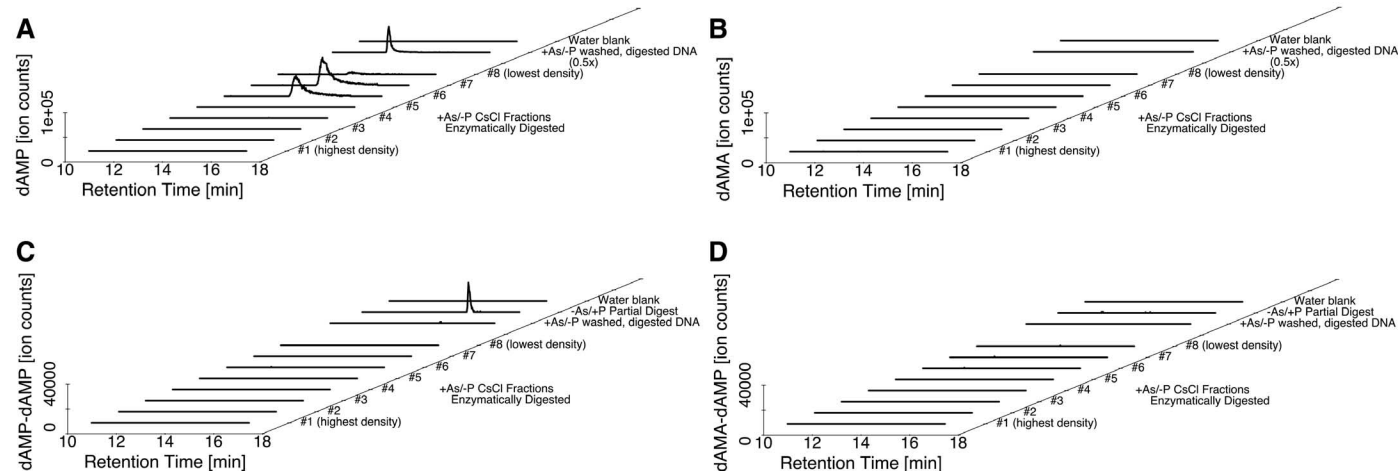 A
dAMP [ion counts]
1e+05
0
10 12 14 16 18
Retention Time [min]
Water blank
+As/-P washed, digested DNA
(0.5x)
#8 (lowest density)
#7
#6
#5
#4
#3
#2
#1 (highest density)
+As/-P CsCl Fractions
Enzymatically Digested
B
dAMA [ion counts]
1e+05
0
10 12 14 16 18
Retention Time [min]
Water blank
+As/-P washed, digested DNA
(0.5x)
#8 (lowest density)
#7
#6
#5
#4
#3
#2
#1 (highest density)
+As/-P CsCl Fractions
Enzymatically Digested
C
dAMP-dAMP [ion counts]
40000
0
10 12 14 16 18
Retention Time [min]
Water blank
-As/+P Partial Digest
+As/-P washed, digested DNA
#8 (lowest density)
#7
#6
#5
#4
#3
#2
#1 (highest density)
+As/-P CsCl Fractions
Enzymatically Digested
D
dAMA-dAMP [ion counts]
40000
0
10 12 14 16 18
Retention Time [min]
Water blank
-As/+P Partial Digest
+As/-P washed, digested DNA
#8 (lowest density)
#7
#6
#5
#4
#3
#2
#1 (highest density)
+As/-P CsCl Fractions
Enzymatically Digested